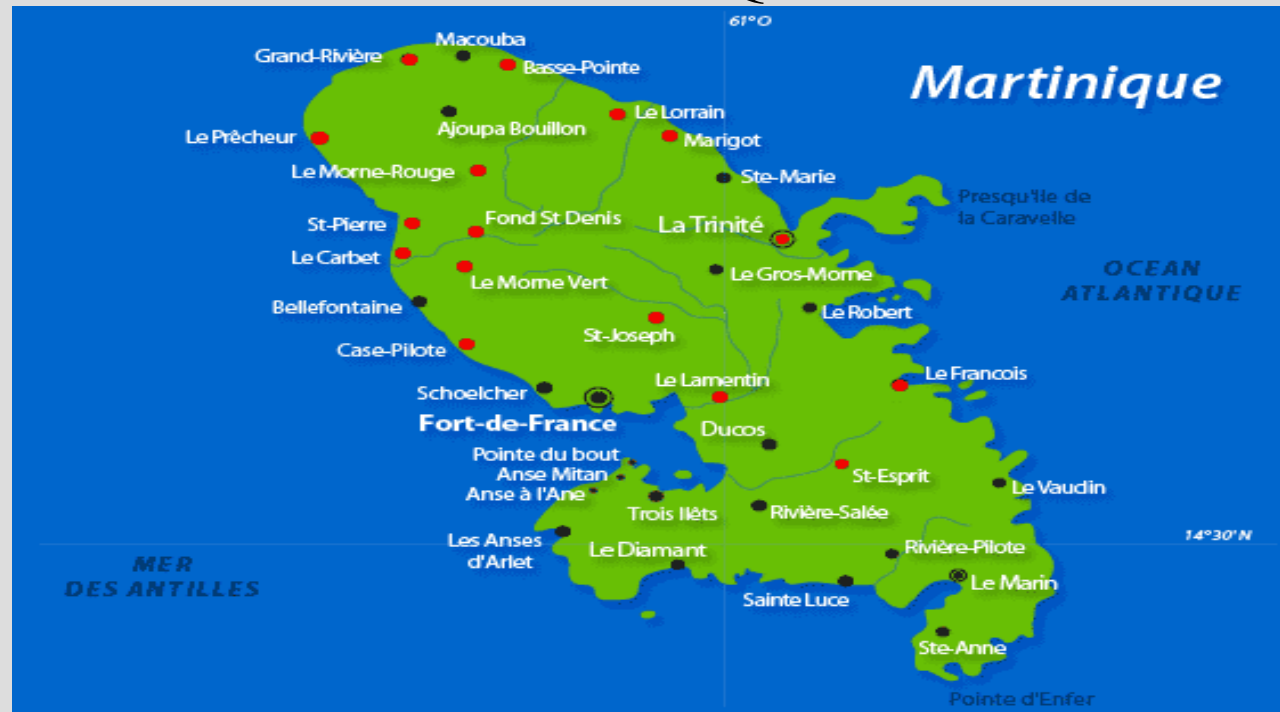 61°O
Martinique
Macouba
Grand-Rivière
Basse-Pointe
Le Lorrain
Ajoupa Bouillon
Le Prêcheur
Marigot
Le Morne-Rouge
Ste-Marie
Presqu'île de
la Caravelle
St-Pierre
Fond St Denis
La Trinité
Le Carbet
Le Morne Vert
Le Gros-Morne
OCEAN
ATLANTIQUE
Bellefontaine
Le Robert
St-Joseph
Case-Pilote
Le Francois
Le Lamentin
Schoelcher
Fort-de-France
Ducos
Pointe du bout
Anse Mitan
Anse à l'Ane
St-Esprit
Le Vauclin
Trois Ilêts
Rivière-Salée
14°30'N
Les Anses
d'Arlet
Le Diamant
Rivière-Pilote
MER
DES ANTILLES
Le Marin
Sainte Luce
Ste-Anne
Pointe d'Enfer